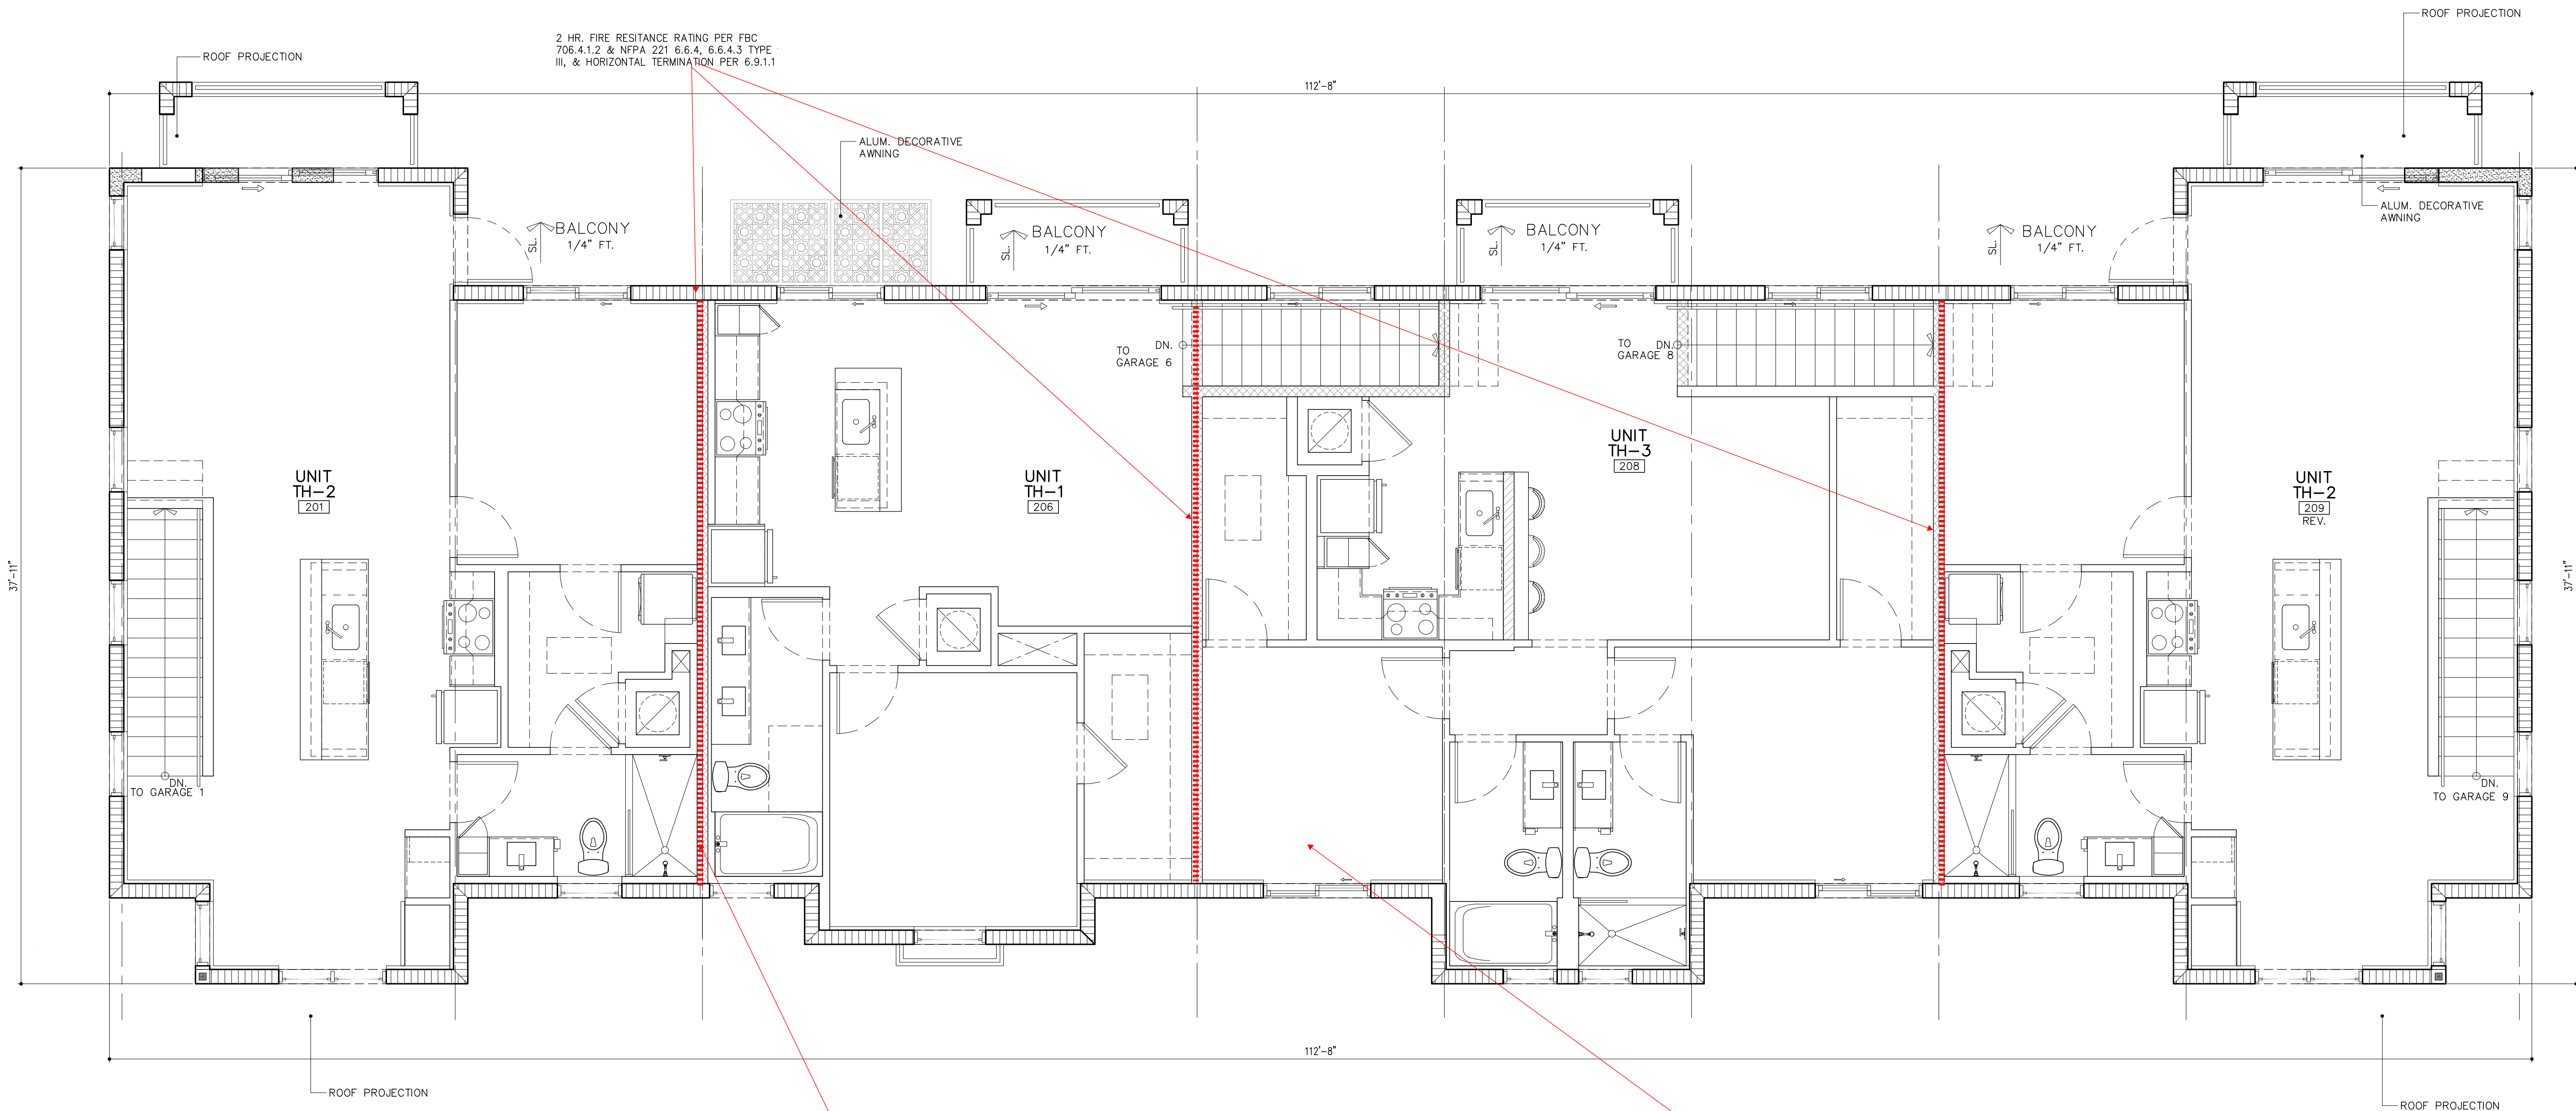 ROOF PROJECTION
2 HR. FIRE RESITANCE RATING PER FBC
706.4.1.2 & NFPA 221 6.6.4, 6.6.4.3 TYPE
III, & HORIZONTAL TERMINATION PER 6.9.1.1
ROOF PROJECTION
112'-8"
ALUM. DECORATIVE
AWNING
ALUM. DECORATIVE
AWNING
SL.
BALCONY
1/4" FT.
SL.
BALCONY
1/4" FT.
SL.
BALCONY
1/4" FT.
SL.
BALCONY
1/4" FT.
TO
GARAGE 6
DN.
TO
GARAGE 8
DN.
UNIT
TH-2
201
UNIT
TH-1
206
UNIT
TH-3
208
UNIT
TH-2
209
REV.
37'-11"
37'-11"
DN.
TO GARAGE 1
DN.
TO GARAGE 9
112'-8"
ROOF PROJECTION
ROOF PROJECTION